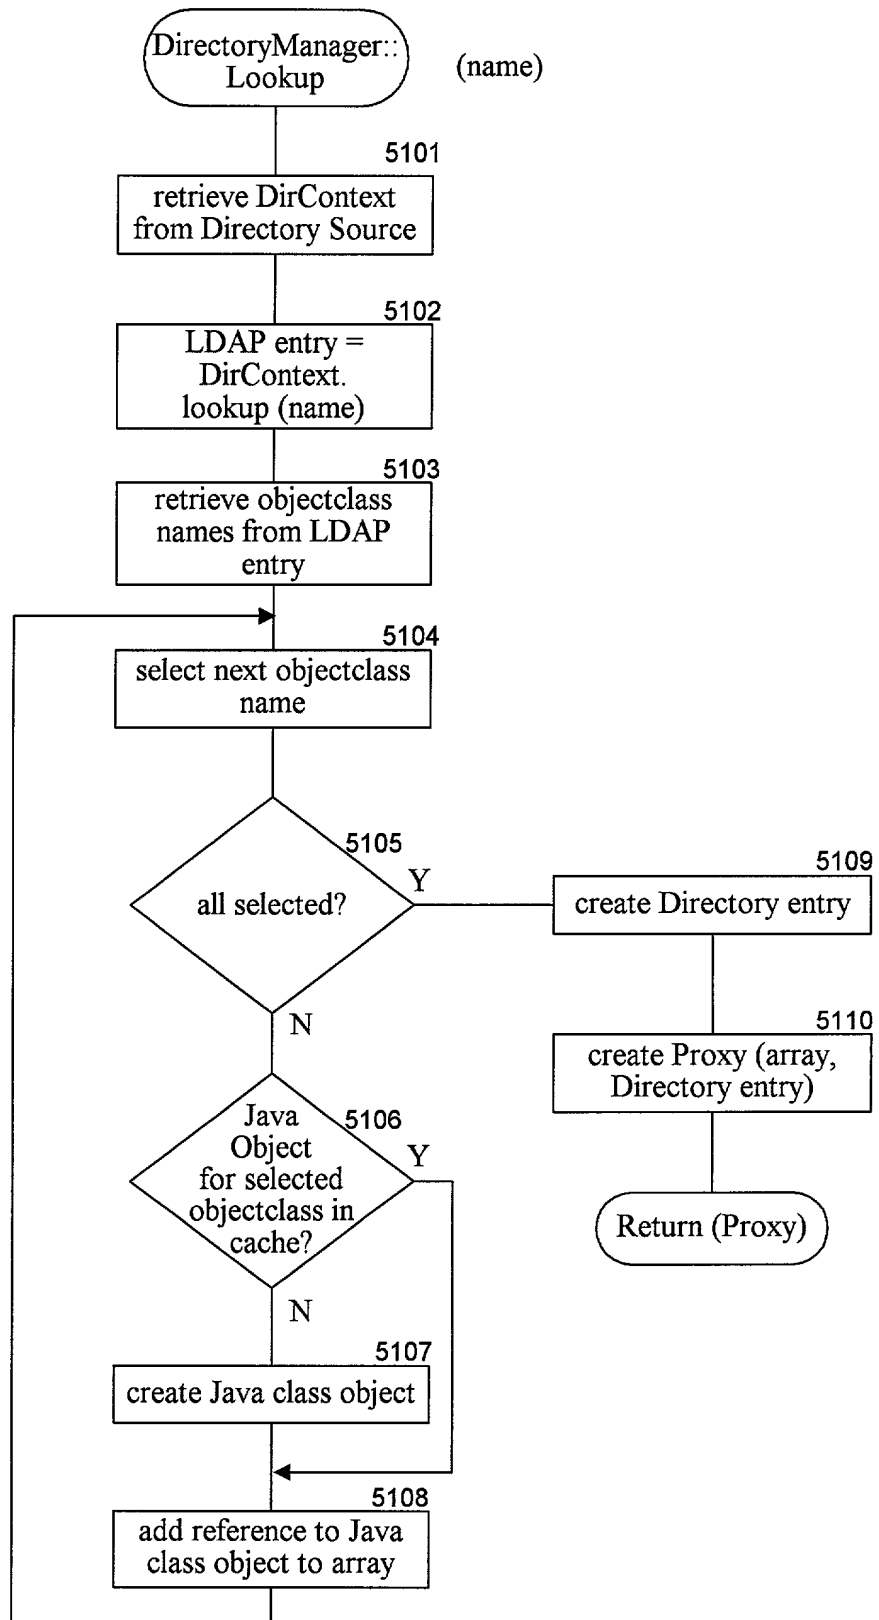 DirectoryManager::
Lookup
(name)
5101
retrieve DirContext
from Directory Source
5102
LDAP entry =
DirContext.
lookup (name)
5103
retrieve objectclass
names from LDAP
entry
5104
select next objectclass
name
5105
all selected?
Y
N
5109
create Directory entry
5110
create Proxy (array,
Directory entry)
Return (Proxy)
5106
Java
Object
for selected
objectclass in
cache?
Y
N
5107
create Java class object
5108
add reference to Java
class object to array